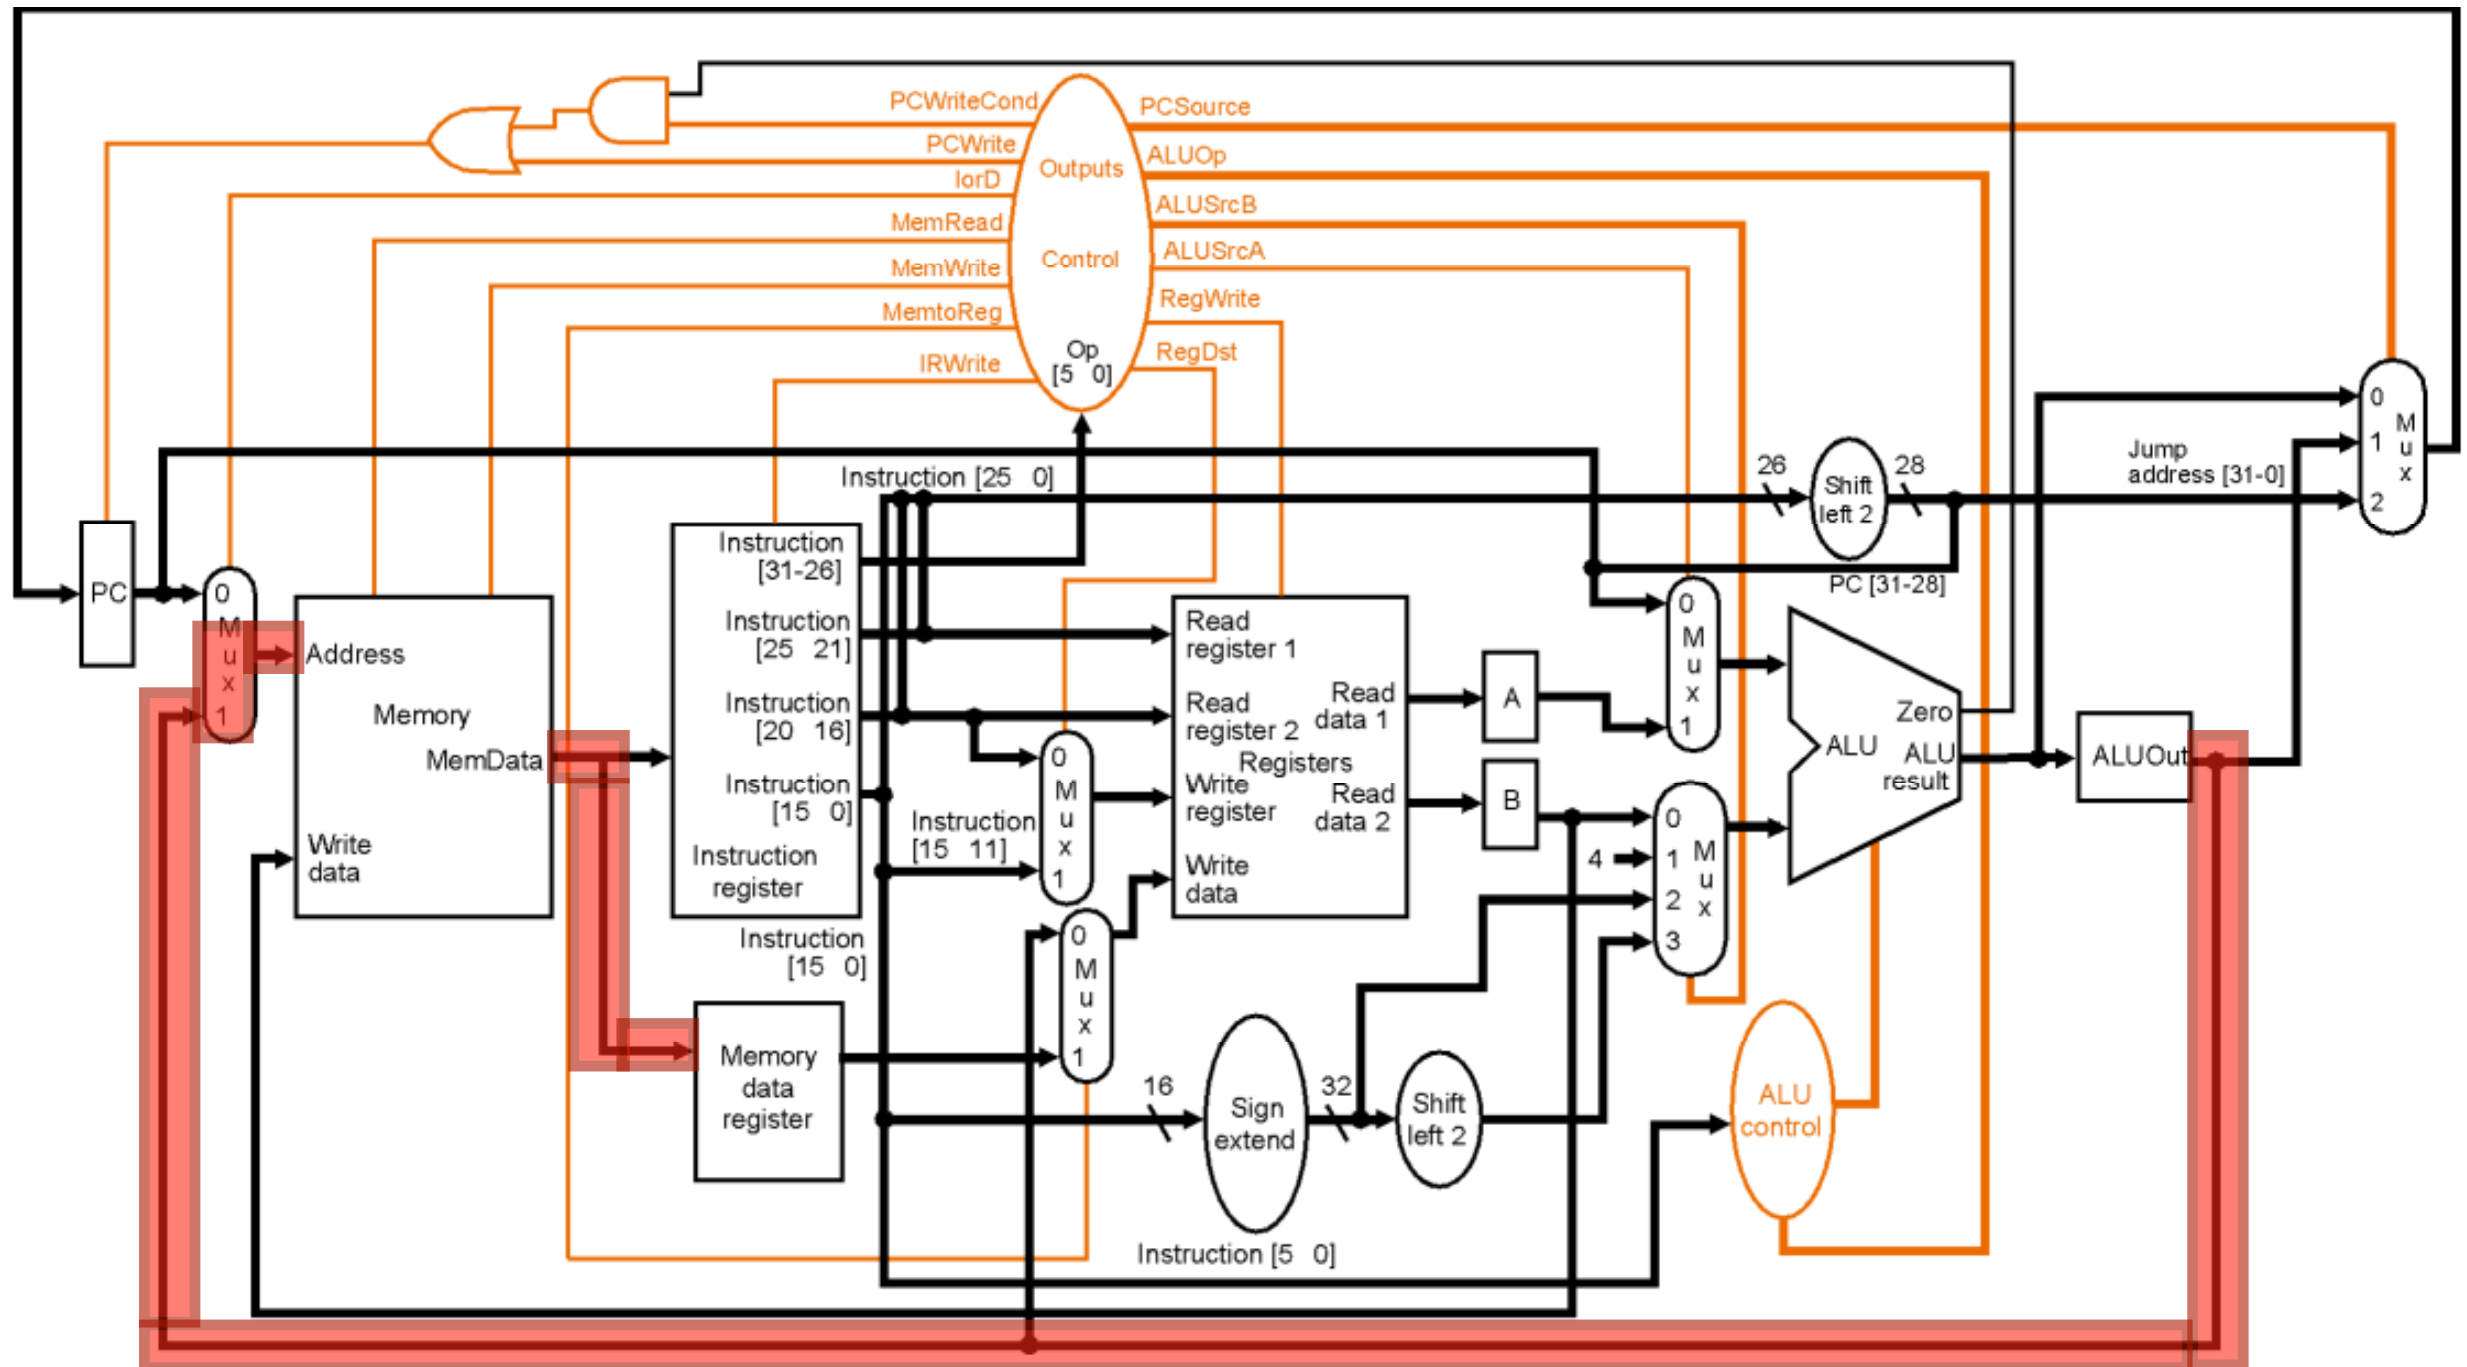 PCWriteCond
PCWrite
IorD
MemRead
MemWrite
MemtoReg
IRWrite
Outputs
Control
Op
[5 0]
PCSource
ALUOp
ALUSrcB
ALUSrcA
RegWrite
RegDst
Instruction [25 0]
26
Shift
left 2
28
Jump
address [31-0]
0
1
2
M
u
x
PC [31-28]
PC
0
M
u
x
1
Address
Memory
MemData
Write
data
Instruction
[31-26]
Instruction
[25 21]
Instruction
[20 16]
Instruction
[15 0]
Instruction
register
Instruction
[15 0]
Instruction
[15 11]
0
M
u
x
1
Read
register 1
Read
register 2
Registers
Write
register
Write
data
Read
data 1
Read
data 2
A
B
0
M
u
x
1
4
0
1
2
3
M
u
x
Zero
ALU
ALU
result
ALUOut
0
M
u
x
1
Memory
data
register
16
Sign
extend
32
Shift
left 2
ALU
control
Instruction [5 0]